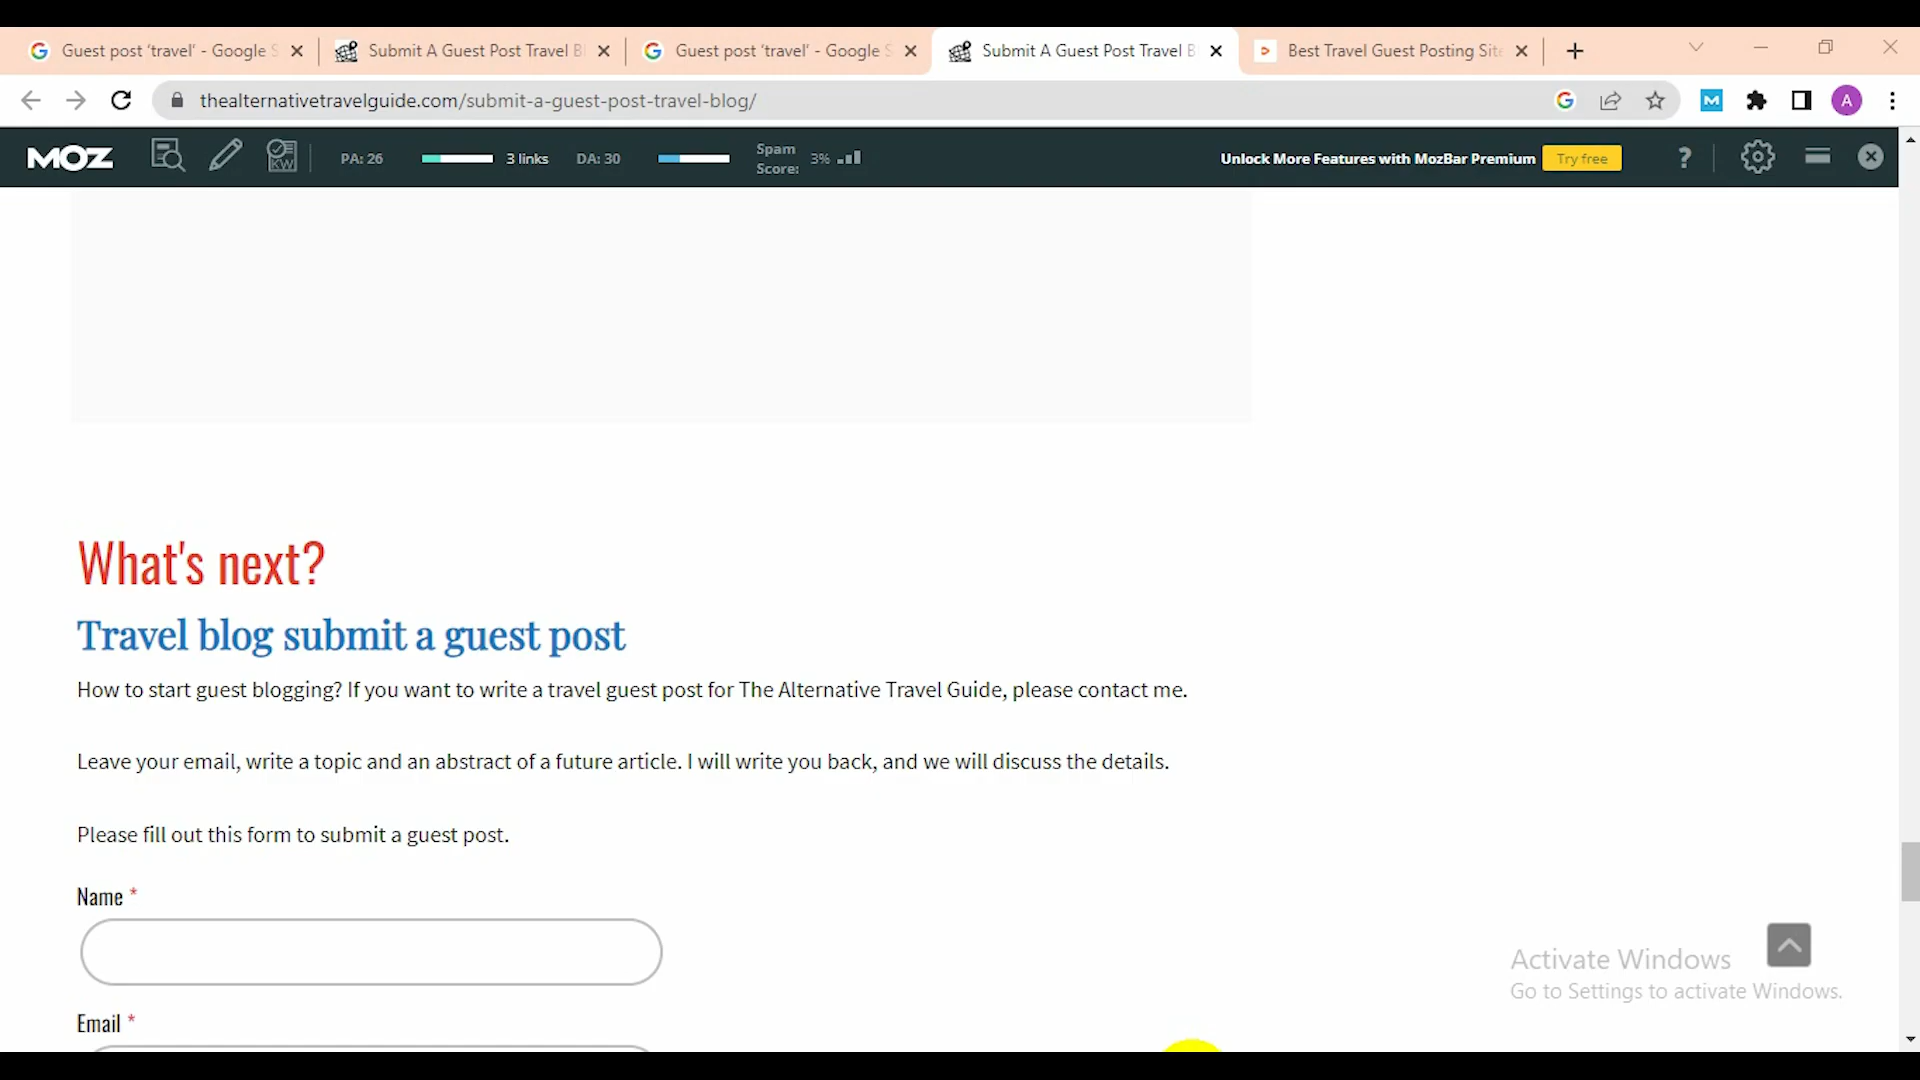 Guest post ‘travel’ - Google S
Submit A Guest Post Travel B
Guest post ‘travel’ - Google S
Submit A Guest Post Travel B
Best Travel Guest Posting Site
thealternativetravelguide.com/submit-a-guest-post-travel-blog/
A
MOZ
KW
PA: 26
3 links
DA: 30
Spam Score:
3%
Unlock More Features with MozBar Premium
Try free
?
What's next?
Travel blog submit a guest post
How to start guest blogging? If you want to write a travel guest post for The Alternative Travel Guide, please contact me.
Leave your email, write a topic and an abstract of a future article. I will write you back, and we will discuss the details.
Please fill out this form to submit a guest post.
Name *
Email *
Activate Windows
Go to Settings to activate Windows.